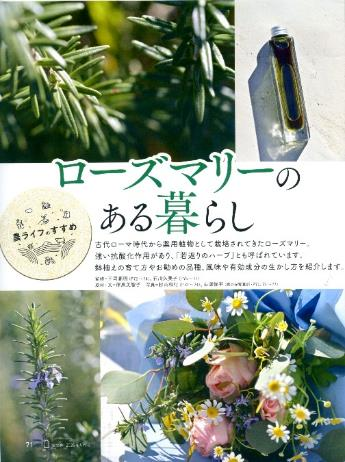 ローズマリーの
ある暮らし
農ライフのすすめ
古代ローマ時代から薬用植物として栽培されてきたローズマリー。
強い抗酸化作用があり、「若返りのハーブ」とも呼ばれています。
鉢植えの育て方やお勧めの品種、風味や有効成分の生かし方を紹介します。
71